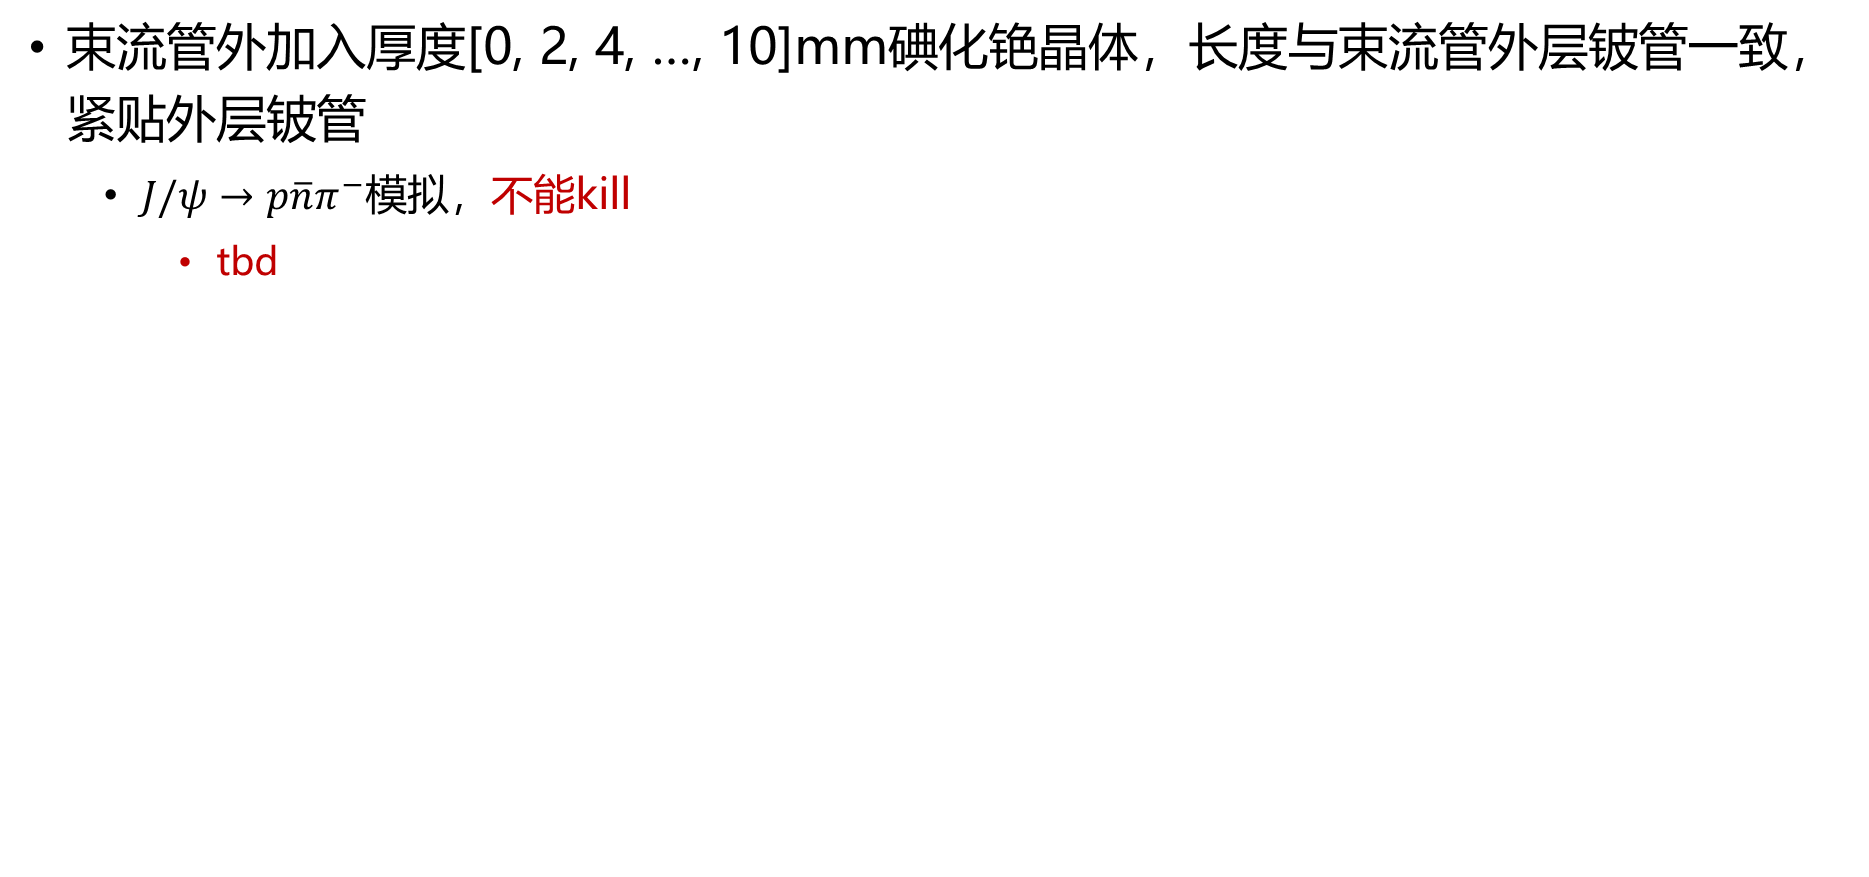 • 束流管外加入厚度[0, 2, 4, …, 10]mm碘化铯晶体，长度与束流管外层铍管一致，
紧贴外层铍管
• J/ψ → pn̄π⁻模拟，不能kill
• tbd